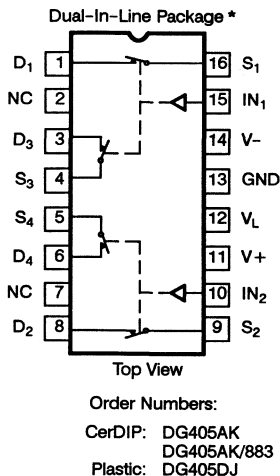 Dual-In-Line Package *
D1 1 16 S1
NC 2 15 IN1
D3 3 14 V-
S3 4 13 GND
S4 5 12 VL
D4 6 11 V+
NC 7 10 IN2
D2 8 9 S2
Top View
Order Numbers:
CerDIP: DG405AK
DG405AK/883
Plastic: DG405DJ